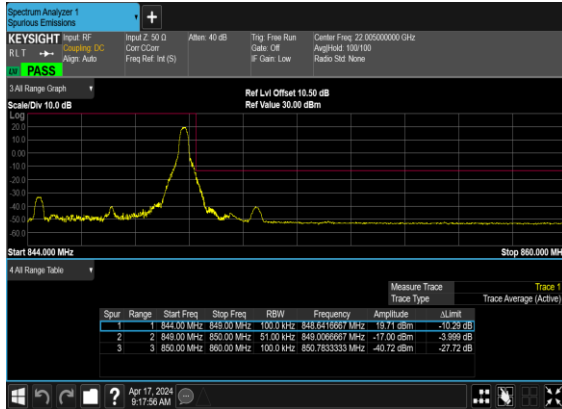 Spectrum Analyzer 1
Spurious Emissions
KEYSIGHT
RLT
LXI PASS
Input: RF
Coupling: DC
Align: Auto
Input Z: 50 Ω
Corr CCorr
Freq Ref: Int (S)
Atten: 40 dB
Trig: Free Run
Gate: Off
IF Gain: Low
Center Freq: 22.005000000 GHz
Avg|Hold: 100/100
Radio Std: None
3 All Range Graph
Scale/Div 10.0 dB
Ref Lvl Offset 10.50 dB
Ref Value 30.00 dBm
Log
20.0
10.0
0.00
-10.0
-20.0
-30.0
-40.0
-50.0
-60.0
Start 844.000 MHz Stop 860.000 MH
4 All Range Table
Measure Trace Trace 1
Trace Type Trace Average (Active)
Spur Range Start Freq Stop Freq RBW Frequency Amplitude ΔLimit
1 1 844.00 MHz 849.00 MHz 100.0 kHz 848.6416667 MHz 19.71 dBm -10.29 dB
2 2 849.00 MHz 850.00 MHz 51.00 kHz 849.0066667 MHz -17.00 dBm -3.999 dB
3 3 850.00 MHz 860.00 MHz 100.0 kHz 850.7833333 MHz -40.72 dBm -27.72 dB
? Apr 17, 2024
9:17:56 AM